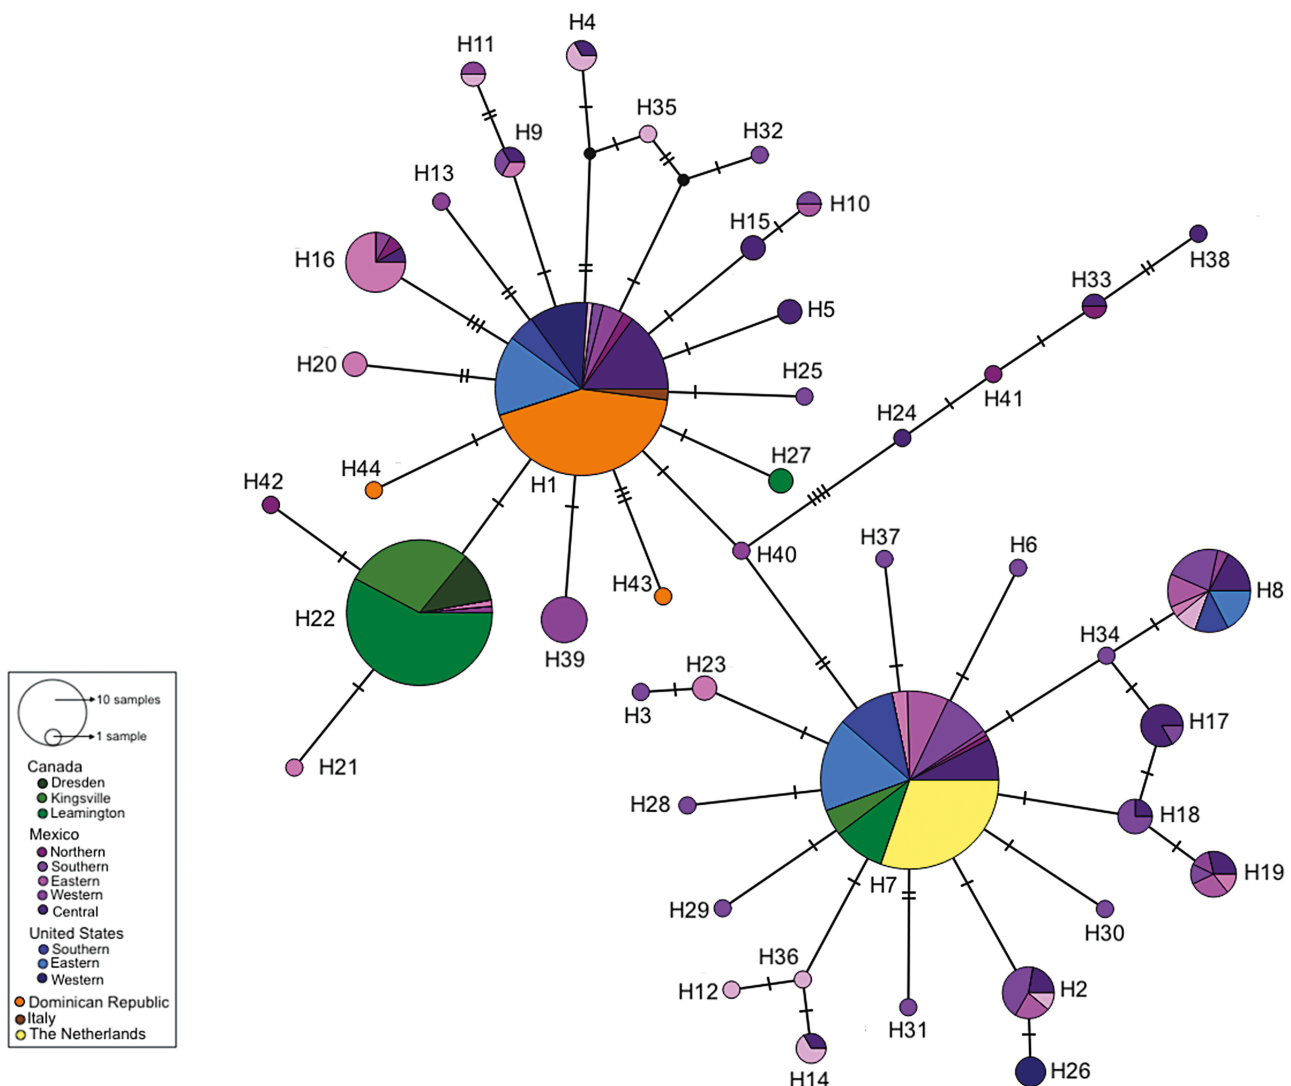 H4
H11
H35
H32
H9
H13
H10
H15
H38
H16
H33
H5
H20
H25
H41
H24
H27
H44
H1
H42
H37
H6
H40
H43
H8
H22
H34
H39
H23
H3
H17
H21
H28
H18
H7
H19
H29
H30
H36
H12
H2
H31
H14
H26
10 samples
1 sample
Canada
Dresden
Kingsville
Leamington
Mexico
Northern
Southern
Eastern
Western
Central
United States
Southern
Eastern
Western
Dominican Republic
Italy
The Netherlands